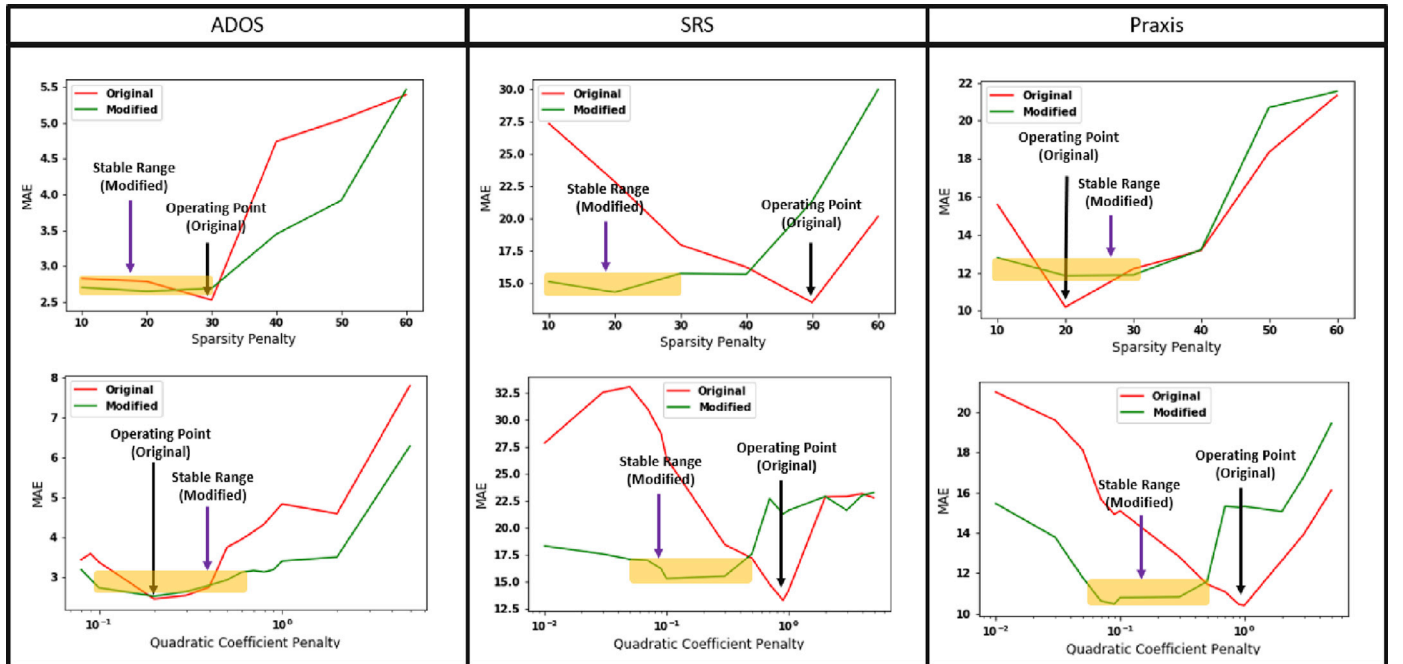 ADOS
SRS
Praxis
Original
Modified
Stable Range
(Modified)
Operating Point
(Original)
MAE
5.5
5.0
4.5
4.0
3.5
3.0
2.5
10 20 30 40 50 60
Sparsity Penalty
Original
Modified
Stable Range
(Modified)
Operating Point
(Original)
MAE
30.0
27.5
25.0
22.5
20.0
17.5
15.0
10 20 30 40 50 60
Sparsity Penalty
Original
Modified
Operating Point
(Original)
Stable Range
(Modified)
MAE
22
20
18
16
14
12
10
10 20 30 40 50 60
Sparsity Penalty
Original
Modified
Operating Point
(Original)
Stable Range
(Modified)
MAE
8
7
6
5
4
3
10⁻¹ 10⁰
Quadratic Coefficient Penalty
Original
Modified
Stable Range
(Modified)
Operating Point
(Original)
MAE
32.5
30.0
27.5
25.0
22.5
20.0
17.5
15.0
12.5
10⁻² 10⁻¹ 10⁰
Quadratic Coefficient Penalty
Original
Modified
Operating Point
(Original)
Stable Range
(Modified)
MAE
20
18
16
14
12
10
10⁻² 10⁻¹ 10⁰
Quadratic Coefficient Penalty